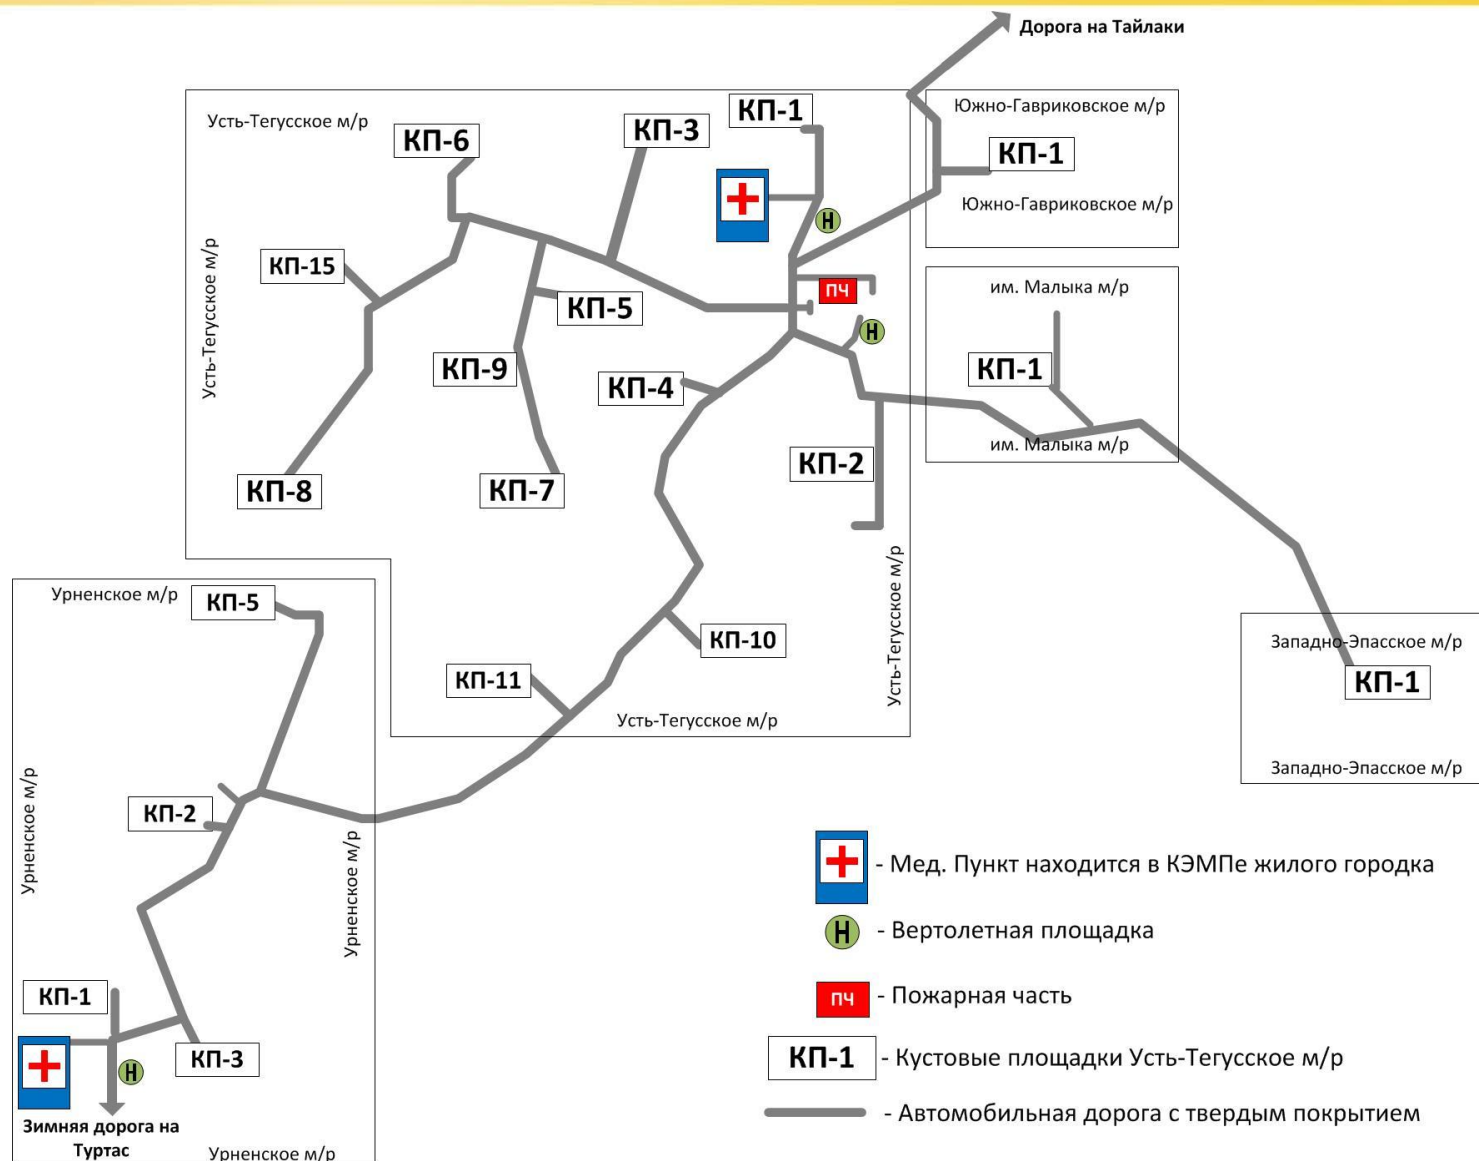 Дорога на Тайлаки
Усть-Тегусское м/р
КП-1
Южно-Гавриковское м/р
КП-6
КП-3
КП-1
Южно-Гавриковское м/р
H
Усть-Тегусское м/р
КП-15
ПЧ
им. Малыка м/р
КП-5
H
КП-9
КП-4
КП-1
им. Малыка м/р
КП-2
КП-8
КП-7
Усть-Тегусское м/р
Урненское м/р
КП-5
КП-10
Западно-Эпасское м/р
КП-11
КП-1
Усть-Тегусское м/р
Западно-Эпасское м/р
Урненское м/р
КП-2
Урненское м/р
КП-1
КП-3
H
Зимняя дорога на
Туртас
Урненское м/р
- Мед. Пункт находится в КЭМПе жилого городка
H - Вертолетная площадка
ПЧ - Пожарная часть
КП-1 - Кустовые площадки Усть-Тегусское м/р
- Автомобильная дорога с твердым покрытием